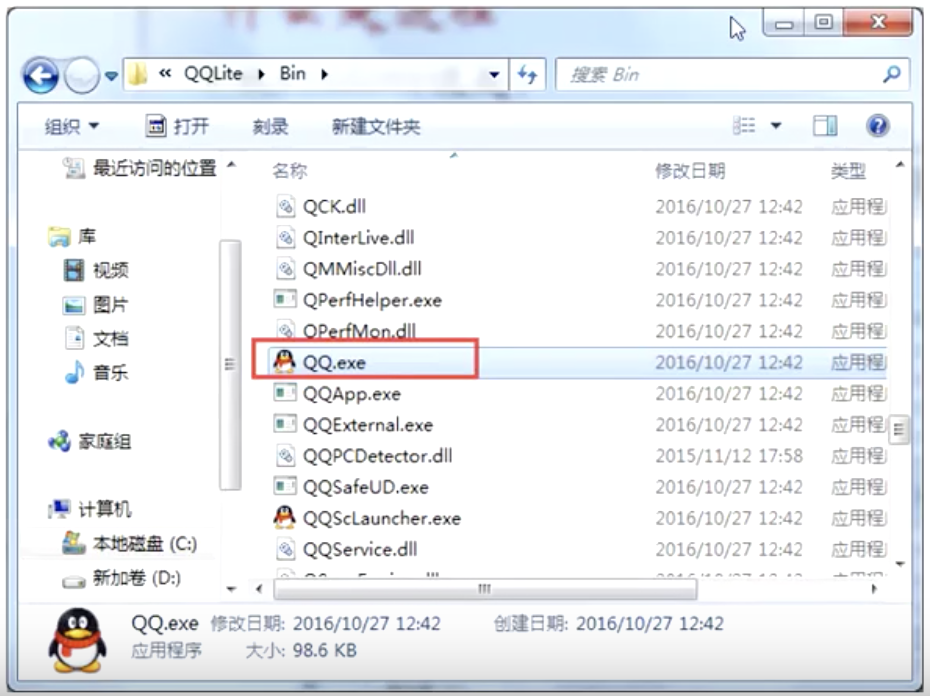 « QQLite ▸ Bin ▸
搜索 Bin
组织 打开 刻录 新建文件夹
最近访问的位置
库
视频
图片
文档
音乐
家庭组
计算机
本地磁盘 (C:)
新加卷 (D:)
名称 修改日期 类型
QCK.dll 2016/10/27 12:42 应用程
QInterLive.dll 2016/10/27 12:42 应用程
QMMiscDll.dll 2016/10/27 12:42 应用程
QPerfHelper.exe 2016/10/27 12:42 应用程
QPerfMon.dll 2016/10/27 12:42 应用程
QQ.exe 2016/10/27 12:42 应用程
QQApp.exe 2016/10/27 12:42 应用程
QQExternal.exe 2016/10/27 12:42 应用程
QQPCDetector.dll 2015/11/12 17:58 应用程
QQSafeUD.exe 2016/10/27 12:42 应用程
QQScLauncher.exe 2016/10/27 12:42 应用程
QQService.dll 2016/10/27 12:42 应用程
QQ.exe 修改日期: 2016/10/27 12:42 创建日期: 2016/10/27 12:42
应用程序 大小: 98.6 KB